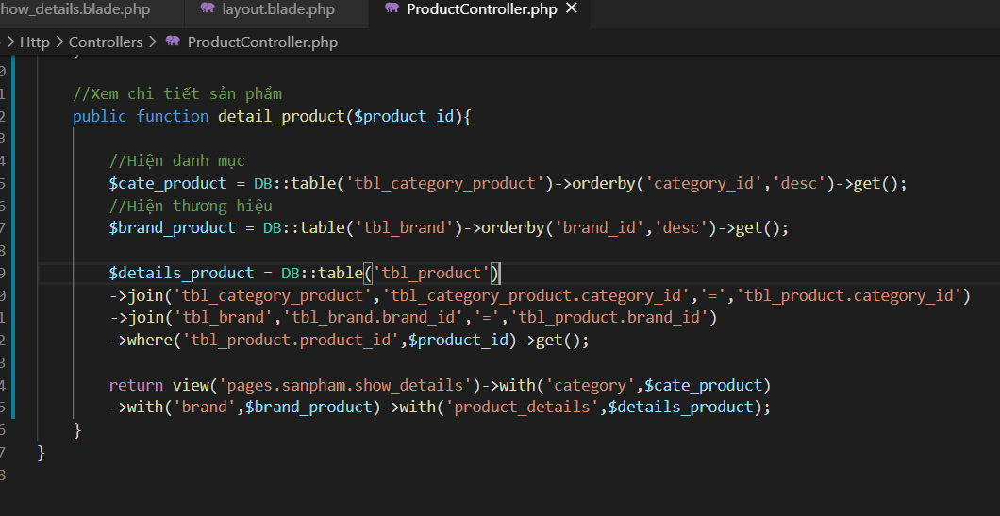 how_details.blade.php layout.blade.php ProductController.php
Http > Controllers > ProductController.php
//Xem chi tiết sản phẩm
public function detail_product($product_id){
//Hiện danh mục
$cate_product = DB::table('tbl_category_product')->orderby('category_id','desc')->get();
//Hiện thương hiệu
$brand_product = DB::table('tbl_brand')->orderby('brand_id','desc')->get();
$details_product = DB::table('tbl_product')
->join('tbl_category_product','tbl_category_product.category_id','=','tbl_product.category_id')
->join('tbl_brand','tbl_brand.brand_id','=','tbl_product.brand_id')
->where('tbl_product.product_id',$product_id)->get();
return view('pages.sanpham.show_details')->with('category',$cate_product)
->with('brand',$brand_product)->with('product_details',$details_product);
}
}